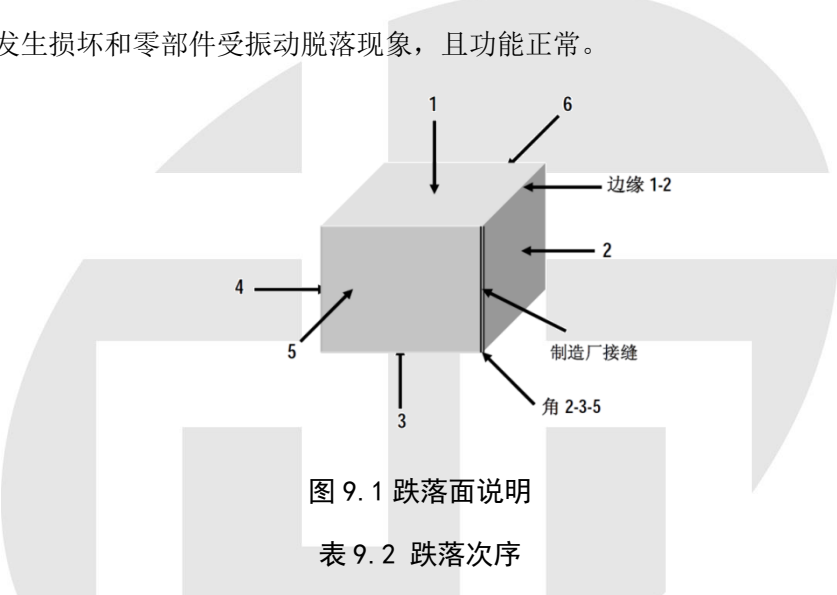 发生损坏和零部件受振动脱落现象，且功能正常。
1
6
边缘 1-2
2
4
5
制造厂接缝
角 2-3-5
3
图 9.1 跌落面说明
表 9.2 跌落次序